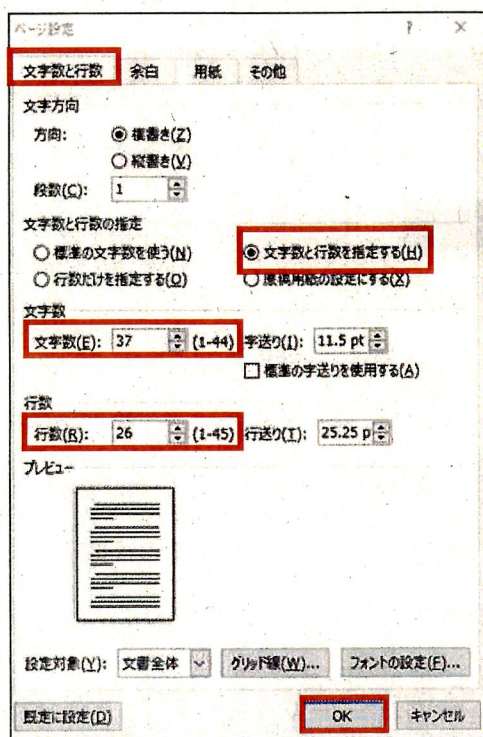 ページ設定 ? ×
文字数と行数 余白 用紙 その他
文字方向
方向: 横書き(Z)
縦書き(V)
段数(C): 1
文字数と行数の指定
標準の文字数を使う(N) 文字数と行数を指定する(H)
行数だけを指定する(O) 原稿用紙の設定にする(X)
文字数
文字数(E): 37 (1-44) 字送り(I): 11.5 pt
標準の字送りを使用する(A)
行数
行数(R): 26 (1-45) 行送り(T): 25.25 p
プレビュー
設定対象(Y): 文書全体 グリッド線(W)... フォントの設定(F)...
既定に設定(D) OK キャンセル